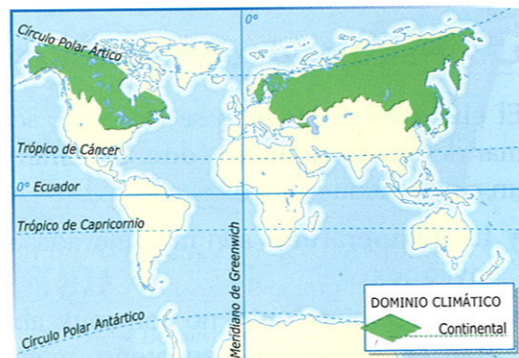 0°
Círculo Polar Ártico
Trópico de Cáncer
0° Ecuador
Trópico de Capricornio
Meridiano de Greenwich
Círculo Polar Antártico
DOMINIO CLIMÁTICO
Continental